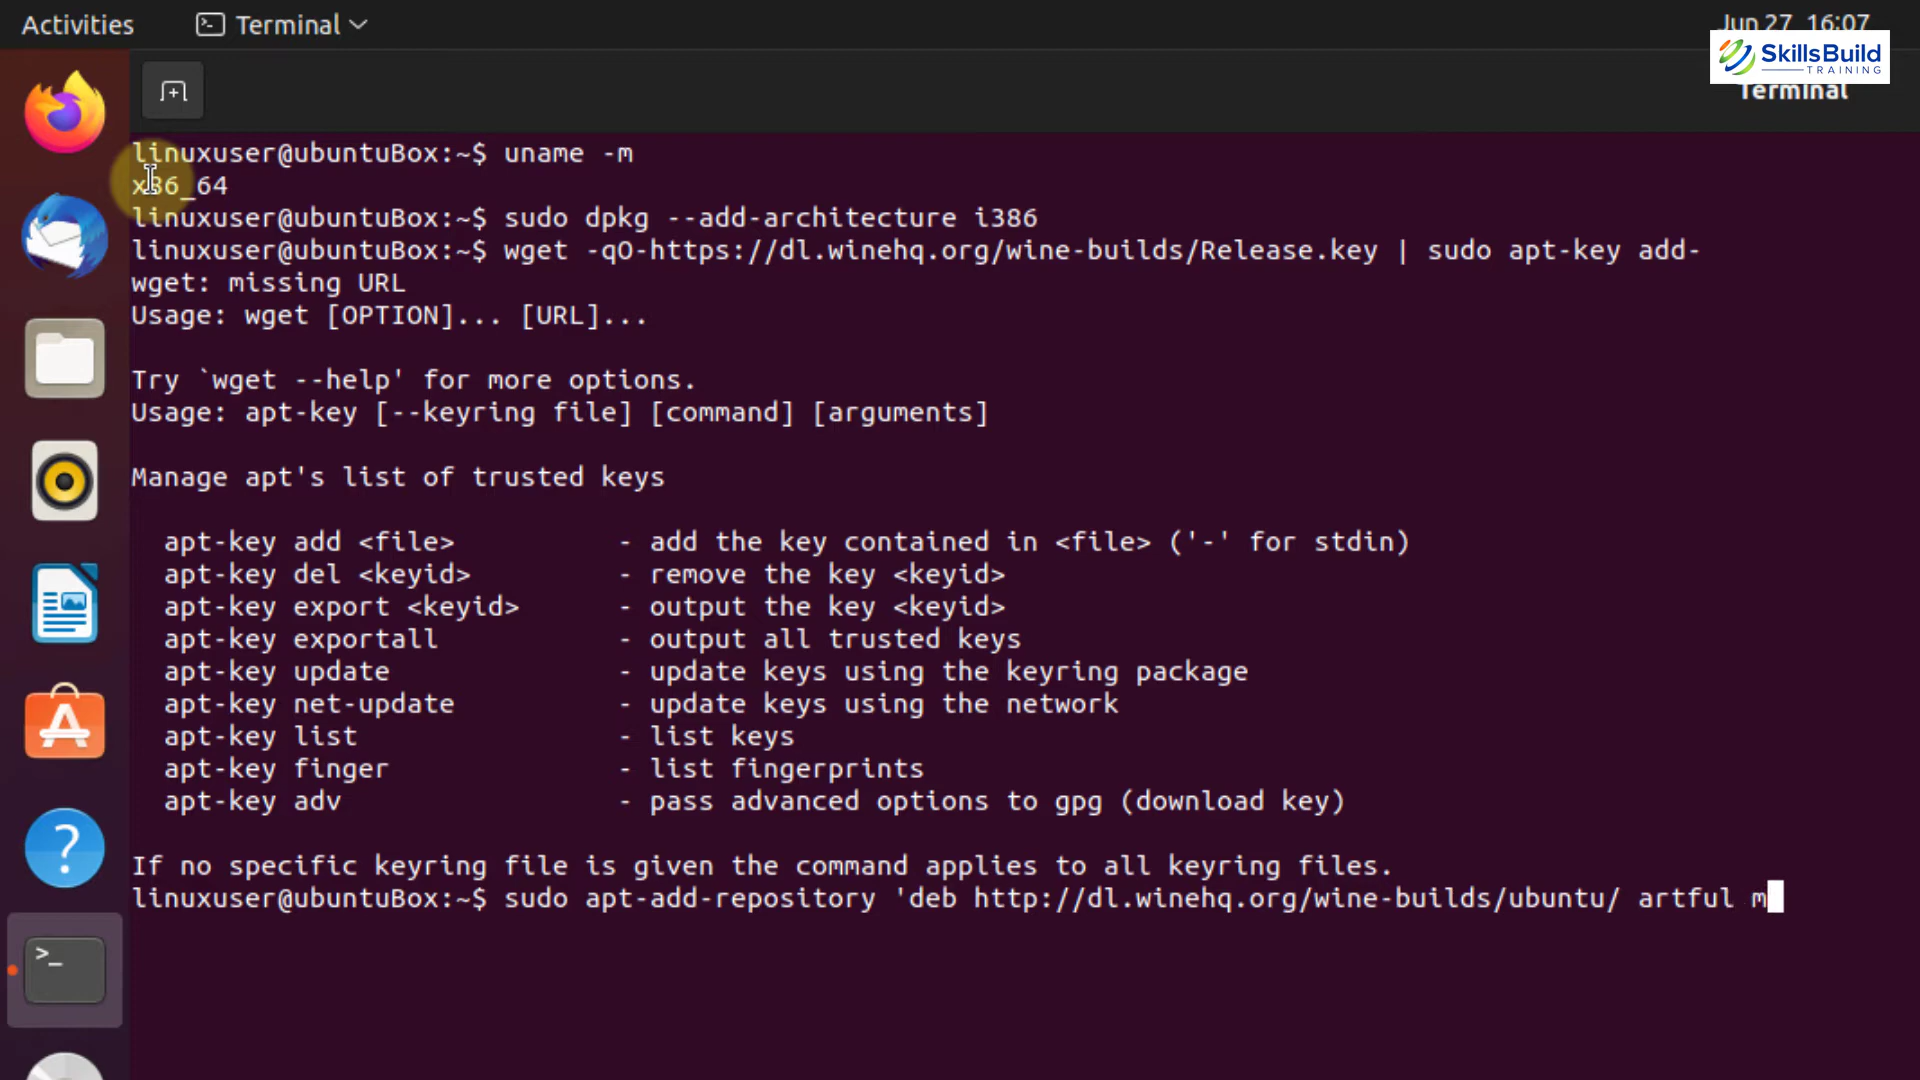 Activities
Terminal
Jun 27 16:07
SkillsBuild
TRAINING
Terminal
linuxuser@ubuntuBox:~$ uname -m
x86_64
linuxuser@ubuntuBox:~$ sudo dpkg --add-architecture i386
linuxuser@ubuntuBox:~$ wget -qO-https://dl.winehq.org/wine-builds/Release.key | sudo apt-key add-
wget: missing URL
Usage: wget [OPTION]... [URL]...
Try `wget --help' for more options.
Usage: apt-key [--keyring file] [command] [arguments]
Manage apt's list of trusted keys
apt-key add <file> - add the key contained in <file> ('-' for stdin)
apt-key del <keyid> - remove the key <keyid>
apt-key export <keyid> - output the key <keyid>
apt-key exportall - output all trusted keys
apt-key update - update keys using the keyring package
apt-key net-update - update keys using the network
apt-key list - list keys
apt-key finger - list fingerprints
apt-key adv - pass advanced options to gpg (download key)
If no specific keyring file is given the command applies to all keyring files.
linuxuser@ubuntuBox:~$ sudo apt-add-repository 'deb http://dl.winehq.org/wine-builds/ubuntu/ artful m